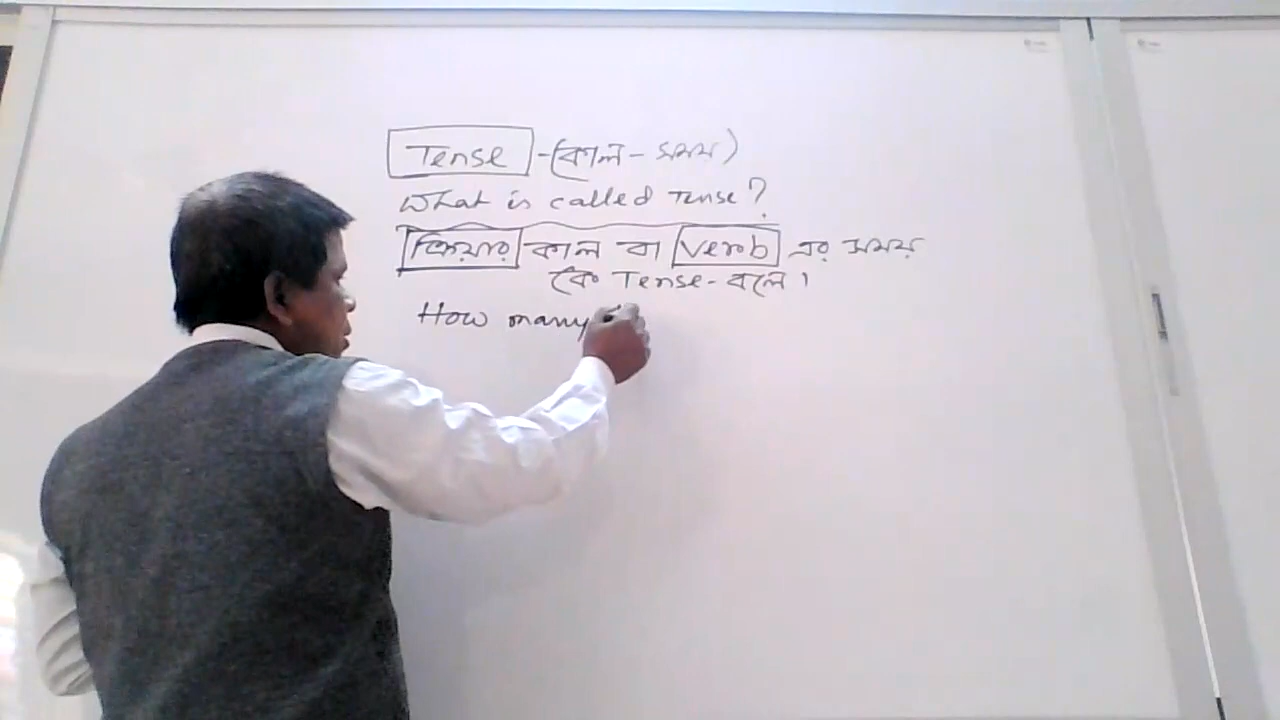 Tense - (কাল - সময়)
What is called Tense?
ক্রিয়ার কাল বা Verb এর সময়
কে Tense - বলে।
How many